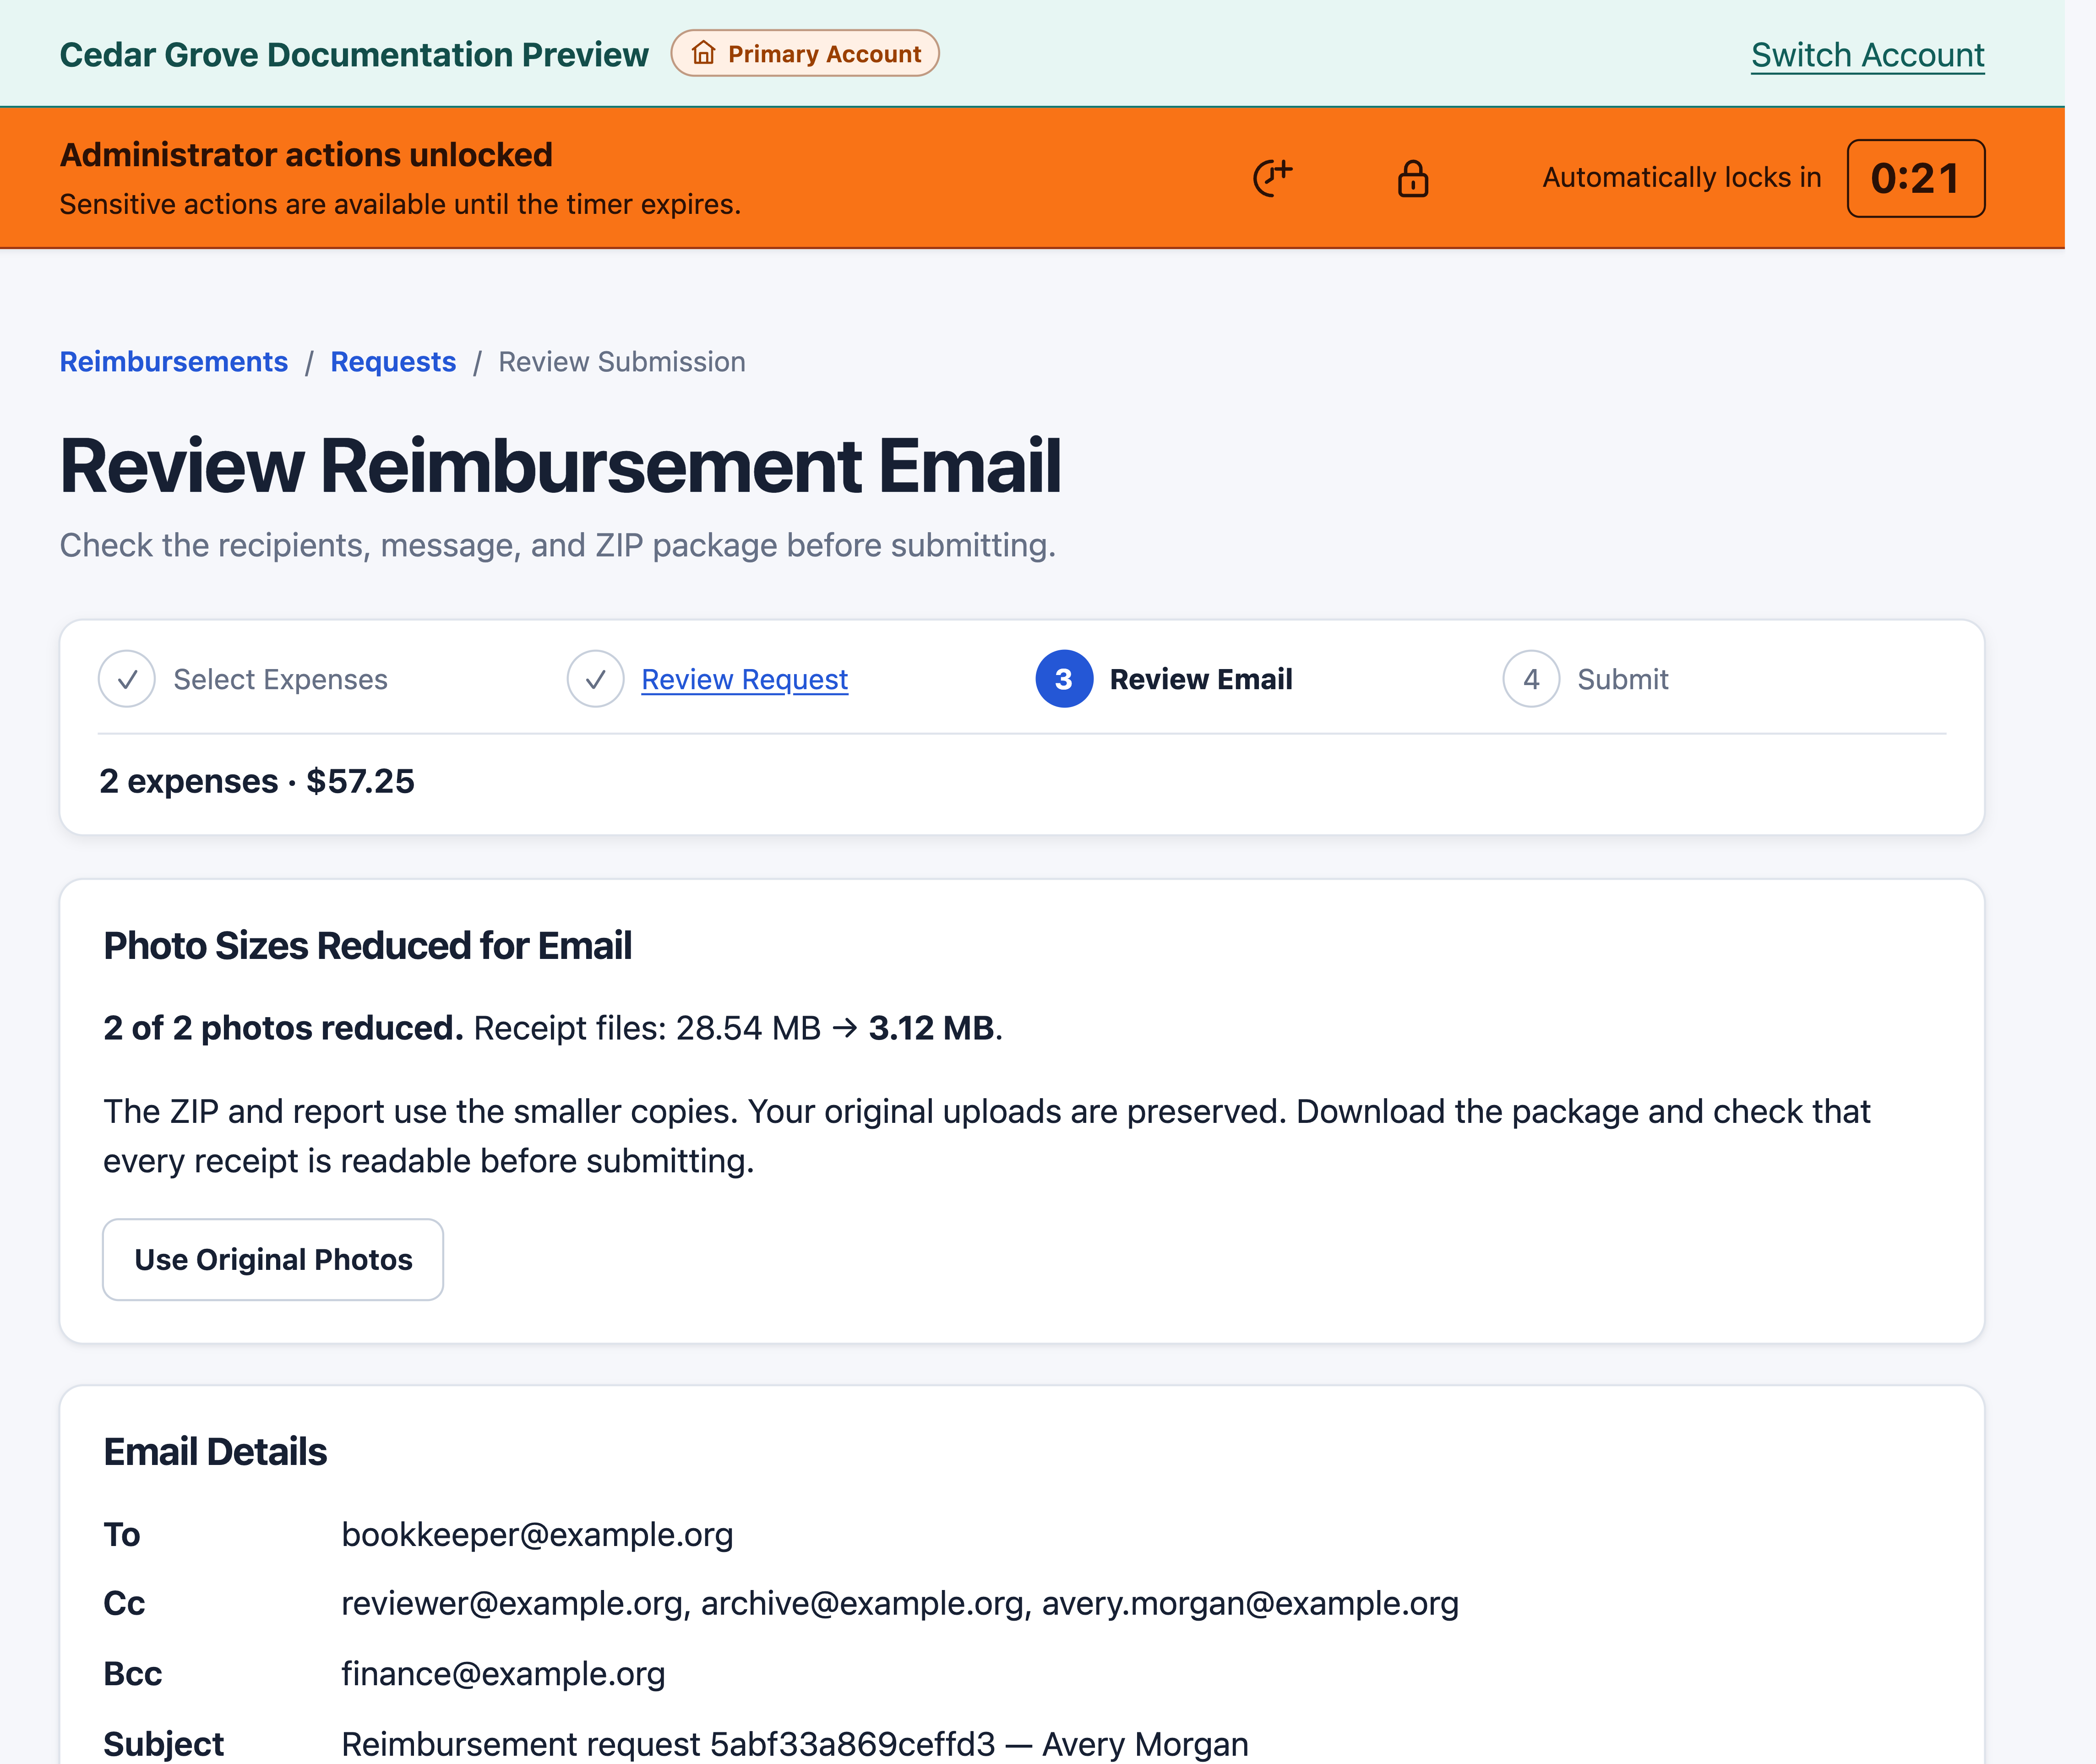 Cedar Grove Documentation Preview Primary Account Switch Account
Administrator actions unlocked
Sensitive actions are available until the timer expires.
Automatically locks in 0:21
Reimbursements / Requests / Review Submission
Review Reimbursement Email
Check the recipients, message, and ZIP package before submitting.
Select Expenses Review Request 3 Review Email 4 Submit
2 expenses · $57.25
Photo Sizes Reduced for Email
2 of 2 photos reduced. Receipt files: 28.54 MB → 3.12 MB.
The ZIP and report use the smaller copies. Your original uploads are preserved. Download the package and check that
every receipt is readable before submitting.
Use Original Photos
Email Details
To bookkeeper@example.org
Cc reviewer@example.org, archive@example.org, avery.morgan@example.org
Bcc finance@example.org
Subject Reimbursement request 5abf33a869ceffd3 — Avery Morgan